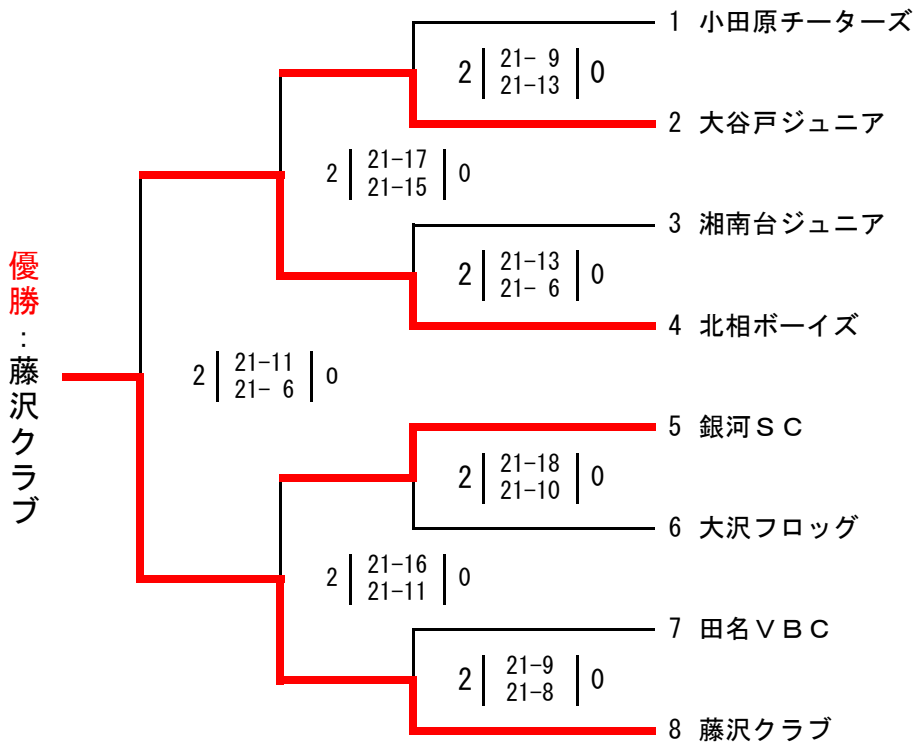 1 小田原チーターズ
2 21- 9 0
21-13
2 大谷戸ジュニア
2 21-17 0
21-15
3 湘南台ジュニア
2 21-13 0
21- 6
4 北相ボーイズ
優勝：藤沢クラブ
2 21-11 0
21- 6
5 銀河ＳＣ
2 21-18 0
21-10
6 大沢フロッグ
2 21-16 0
21-11
7 田名ＶＢＣ
2 21-9 0
21-8
8 藤沢クラブ